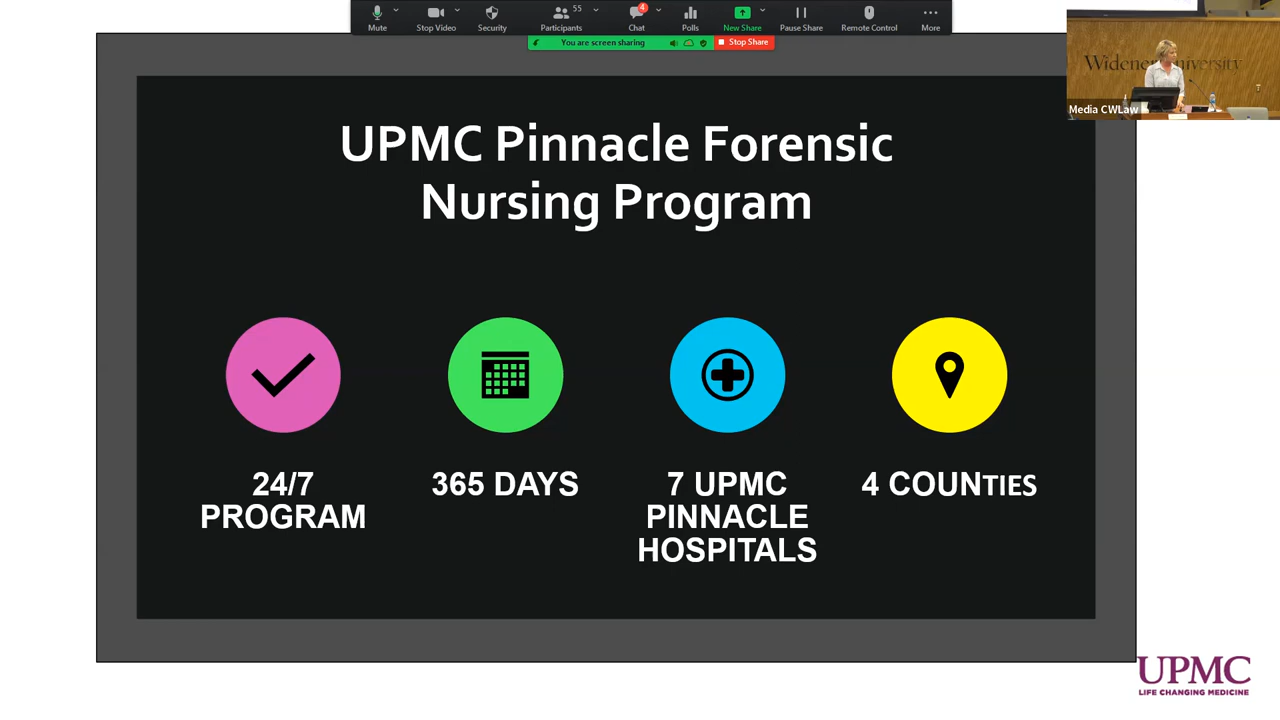 55
4
Mute
Stop Video
Security
Participants
Chat
Polls
New Share
Pause Share
Remote Control
More
You are screen sharing
Stop Share
Widener University
Media CWLaw
UPMC Pinnacle Forensic
Nursing Program
24/7
PROGRAM
365 DAYS
7 UPMC
PINNACLE
HOSPITALS
4 COUNTIES
UPMC
LIFE CHANGING MEDICINE